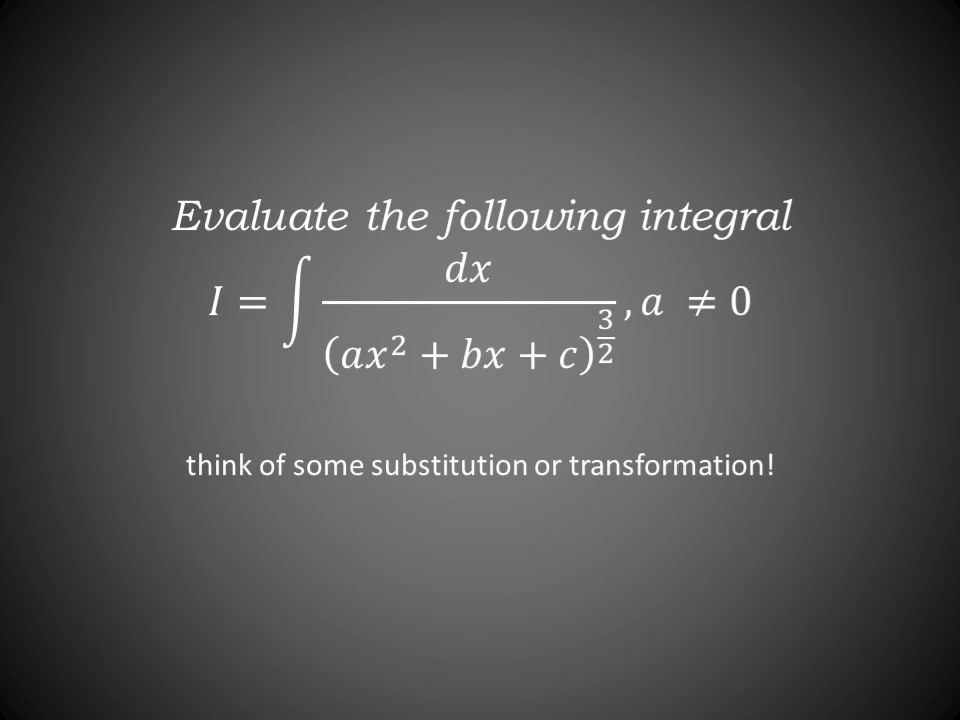 Evaluate the following integral
I = ∫ dx / (ax² + bx + c)^(3/2) , a ≠ 0
think of some substitution or transformation!